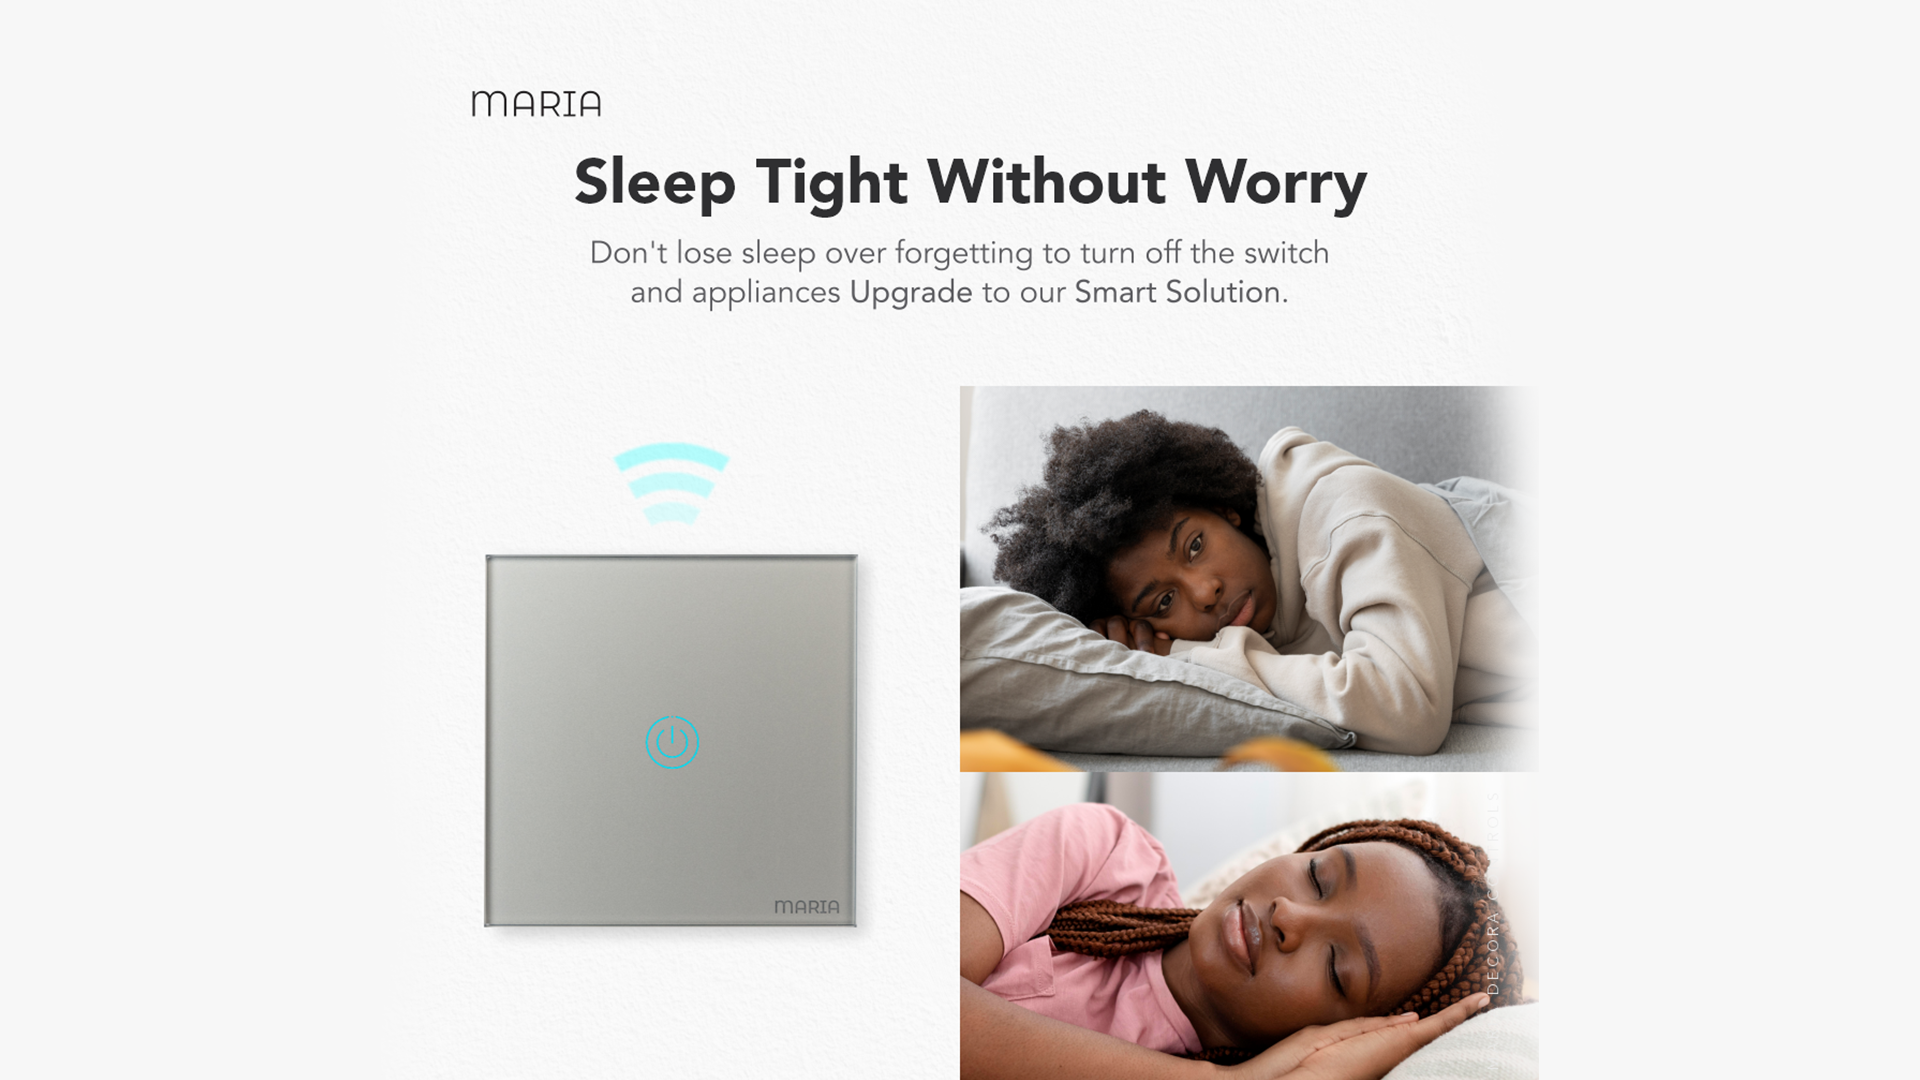 MARIA
Sleep Tight Without Worry
Don't lose sleep over forgetting to turn off the switch
and appliances Upgrade to our Smart Solution.
MARIA
DECORA CONTROLS